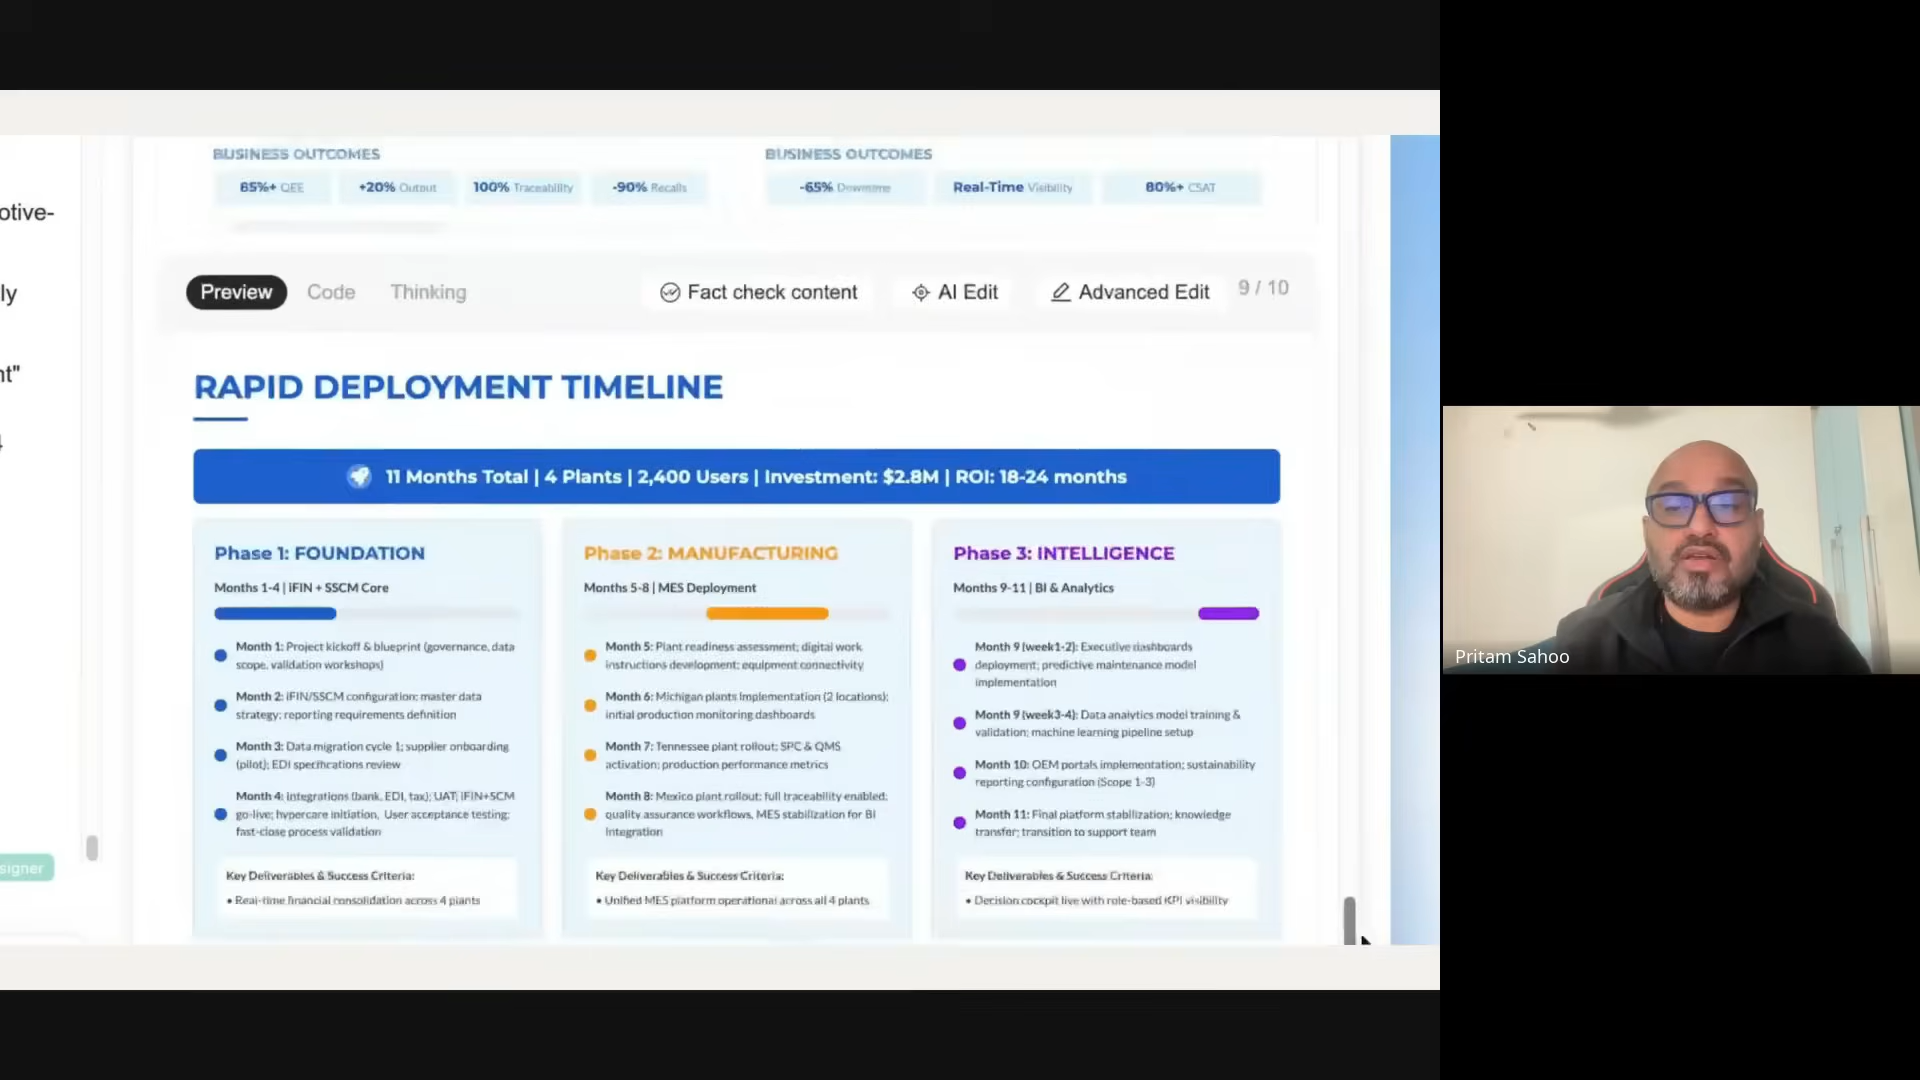 BUSINESS OUTCOMES
65%+ QEE
+20% Output
100% Traceability
-90% Recalls
BUSINESS OUTCOMES
-65% Downtime
Real-Time Visibility
80%+ CSAT
otive-
ly
nt"
signer
Preview
Code
Thinking
Fact check content
AI Edit
Advanced Edit
9 / 10
RAPID DEPLOYMENT TIMELINE
11 Months Total | 4 Plants | 2,400 Users | Investment: $2.8M | ROI: 18-24 months
Phase 1: FOUNDATION
Months 1-4 | iFIN + SSCM Core
Month 1: Project kickoff & blueprint (governance, data
scope, validation workshops)
Month 2: iFIN/SSCM configuration; master data
strategy; reporting requirements definition
Month 3: Data migration cycle 1; supplier onboarding
(pilot); EDI specifications review
Month 4: Integrations (bank, EDI, tax); UAT; iFIN+SCM
go-live; hypercare initiation, User acceptance testing;
fast-close process validation
Key Deliverables & Success Criteria:
• Real-time financial consolidation across 4 plants
Phase 2: MANUFACTURING
Months 5-8 | MES Deployment
Month 5: Plant readiness assessment; digital work
instructions development; equipment connectivity
Month 6: Michigan plants implementation (2 locations);
initial production monitoring dashboards
Month 7: Tennessee plant rollout; SPC & QMS
activation; production performance metrics
Month 8: Mexico plant rollout; full traceability enabled;
quality assurance workflows, MES stabilization for BI
Integration
Key Deliverables & Success Criteria:
• Unified MES platform operational across all 4 plants
Phase 3: INTELLIGENCE
Months 9-11 | BI & Analytics
Month 9 (week1-2): Executive dashboards
deployment; predictive maintenance model
implementation
Month 9 (week3-4): Data analytics model training &
validation; machine learning pipeline setup
Month 10: OEM portals implementation; sustainability
reporting configuration (Scope 1-3)
Month 11: Final platform stabilization; knowledge
transfer; transition to support team
Key Deliverables & Success Criteria:
• Decision cockpit live with role-based KPI visibility
Pritam Sahoo